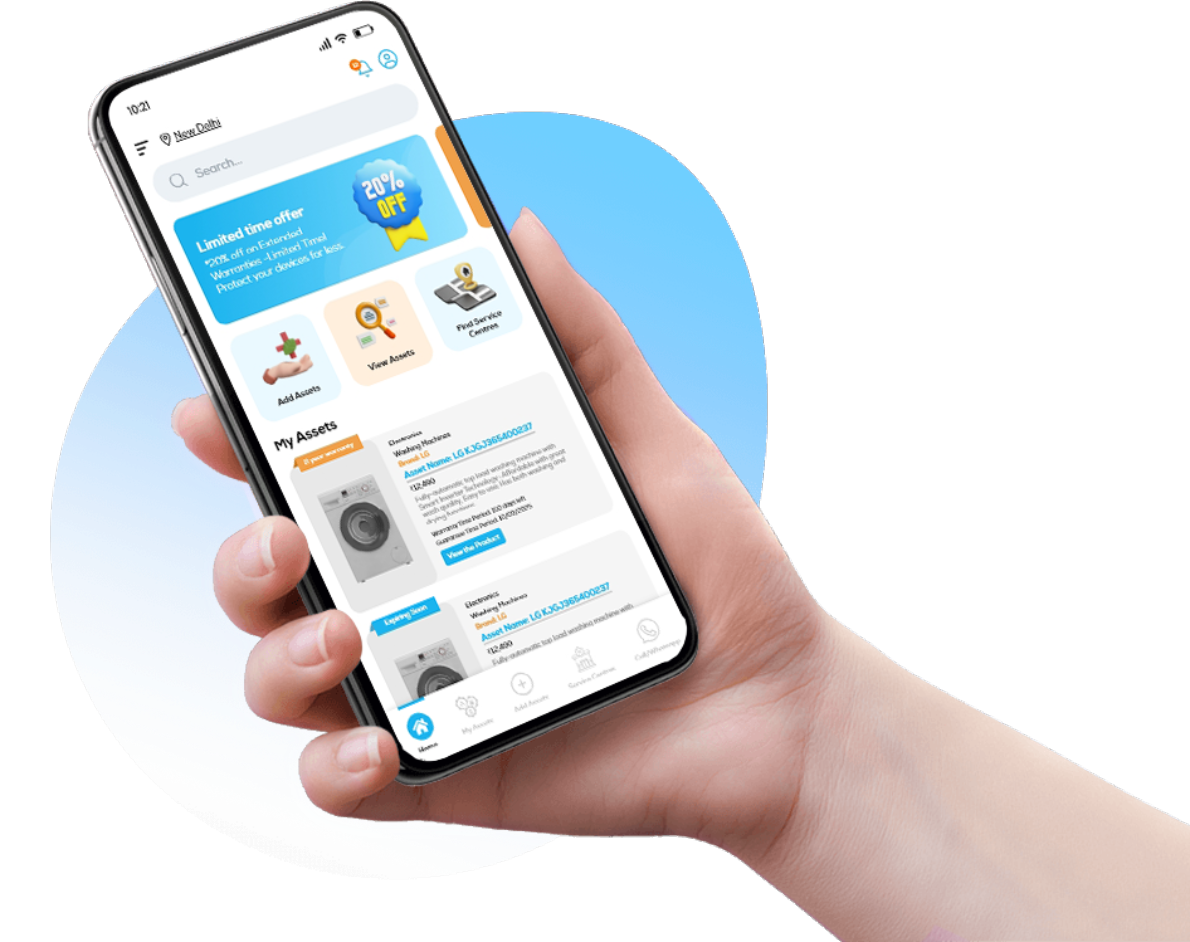 10:21
New Delhi
Search...
Limited time offer
*20% off on Extended
Warranties -Limited Time!
Protect your devices for less.
20%
OFF
Add Assets
View Assets
Find Service
Centres
My Assets
warranty
Electronics
Washing Machines
Brand: LG
Asset Name: LG KJGJ365400237
₹12,490
Fully-automatic top load washing machine with
Smart Inverter Technology : Affordable with great
wash quality, Easy to use. Has both washing and
drying functions
Warranty Time Period: 100 days left
Guarantee Time Period: 10/09/2025
View the Product
Expiring Soon
Electronics
Washing Machines
Brand: LG
Asset Name: LG KJGJ365400237
₹12,490
Fully-automatic top load washing machine with
Home
My Assets
Add Assets
Service Centres
Call/Whatsapp